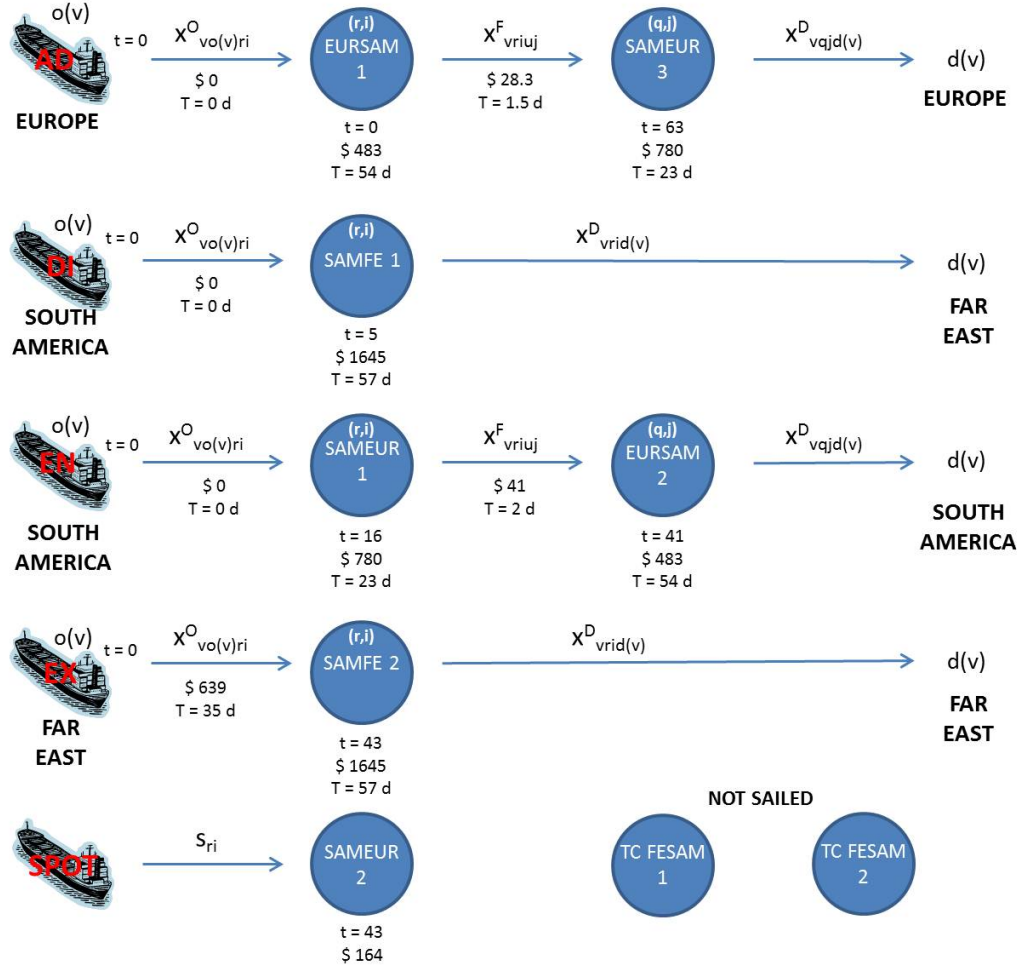 o(v)
t = 0
AD
EUROPE
X^O_vo(v)ri
$ 0
T = 0 d
(r,i)
EURSAM
1
t = 0
$ 483
T = 54 d
X^F_vriuj
$ 28.3
T = 1.5 d
(q,j)
SAMEUR
3
t = 63
$ 780
T = 23 d
X^D_vqjd(v)
d(v)
EUROPE
o(v)
t = 0
DI
SOUTH
AMERICA
X^O_vo(v)ri
$ 0
T = 0 d
(r,i)
SAMFE 1
t = 5
$ 1645
T = 57 d
X^D_vrid(v)
d(v)
FAR
EAST
o(v)
t = 0
EN
SOUTH
AMERICA
X^O_vo(v)ri
$ 0
T = 0 d
(r,i)
SAMEUR
1
t = 16
$ 780
T = 23 d
X^F_vriuj
$ 41
T = 2 d
(q,j)
EURSAM
2
t = 41
$ 483
T = 54 d
X^D_vqjd(v)
d(v)
SOUTH
AMERICA
o(v)
t = 0
EX
FAR
EAST
X^O_vo(v)ri
$ 639
T = 35 d
(r,i)
SAMFE 2
t = 43
$ 1645
T = 57 d
X^D_vrid(v)
d(v)
FAR
EAST
SPOT
S_ri
SAMEUR
2
t = 43
$ 164
NOT SAILED
TC FESAM
1
TC FESAM
2